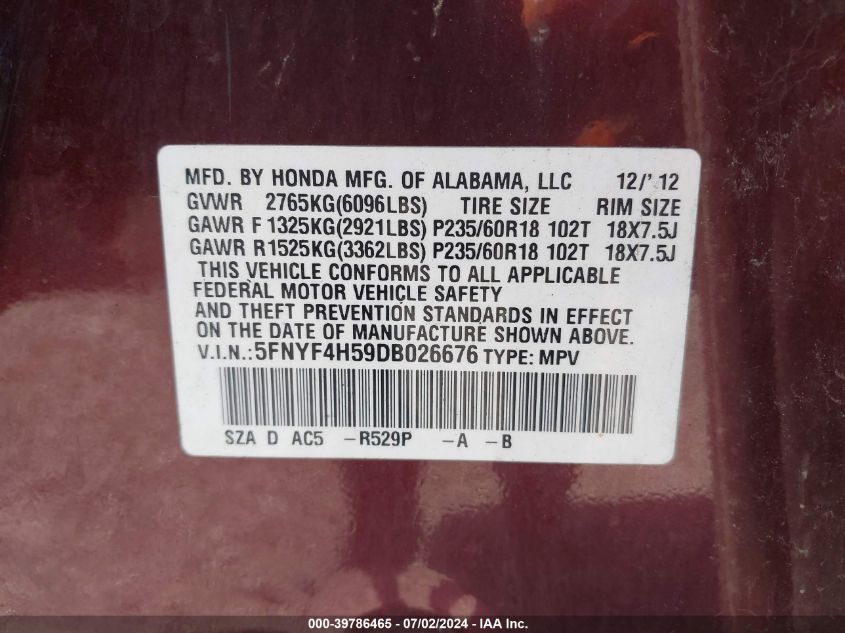 MFD. BY HONDA MFG. OF ALABAMA, LLC 12/'12
GVWR 2765KG(6096LBS) TIRE SIZE RIM SIZE
GAWR F 1325KG(2921LBS) P235/60R18 102T 18X7.5J
GAWR R1525KG(3362LBS) P235/60R18 102T 18X7.5J
THIS VEHICLE CONFORMS TO ALL APPLICABLE
FEDERAL MOTOR VEHICLE SAFETY
AND THEFT PREVENTION STANDARDS IN EFFECT
ON THE DATE OF MANUFACTURE SHOWN ABOVE.
V.I.N.:5FNYF4H59DB026676 TYPE: MPV
SZA D AC5 -R529P -A -B
000-39786465 - 07/02/2024 - IAA Inc.